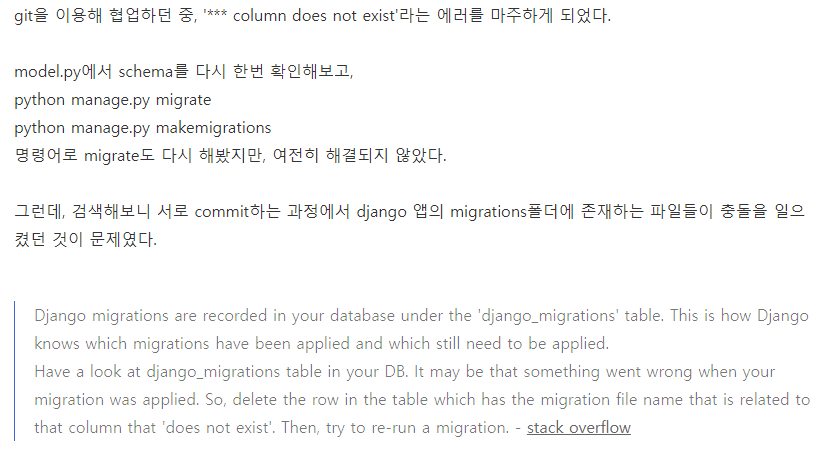 git을 이용해 협업하던 중, '*** column does not exist'라는 에러를 마주하게 되었다.
model.py에서 schema를 다시 한번 확인해보고,
python manage.py migrate
python manage.py makemigrations
명령어로 migrate도 다시 해봤지만, 여전히 해결되지 않았다.
그런데, 검색해보니 서로 commit하는 과정에서 django 앱의 migrations폴더에 존재하는 파일들이 충돌을 일으
켰던 것이 문제였다.
Django migrations are recorded in your database under the 'django_migrations' table. This is how Django
knows which migrations have been applied and which still need to be applied.
Have a look at django_migrations table in your DB. It may be that something went wrong when your
migration was applied. So, delete the row in the table which has the migration file name that is related to
that column that 'does not exist'. Then, try to re-run a migration. - stack overflow